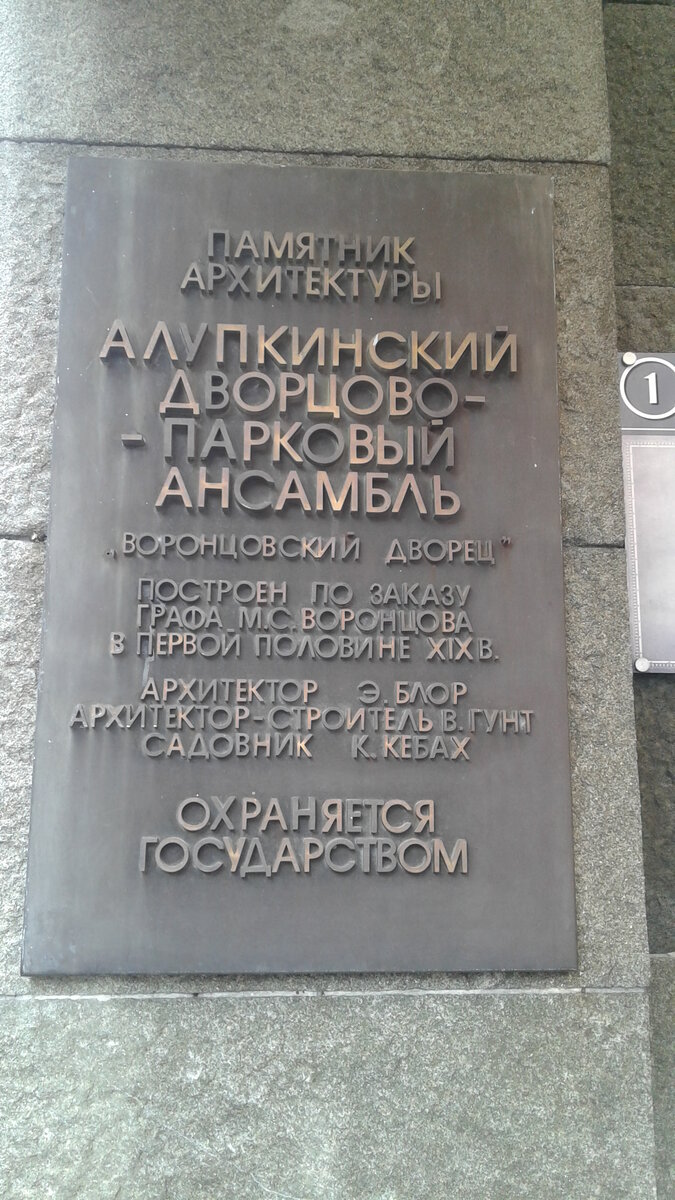 ПАМЯТНИК
АРХИТЕКТУРЫ
АЛУПКИНСКИЙ
ДВОРЦОВО-
-ПАРКОВЫЙ
АНСАМБЛЬ
„ВОРОНЦОВСКИЙ ДВОРЕЦ"
ПОСТРОЕН ПО ЗАКАЗУ
ГРАФА М.С. ВОРОНЦОВА
В ПЕРВОЙ ПОЛОВИНЕ XIX В.
АРХИТЕКТОР Э. БЛОР
АРХИТЕКТОР-СТРОИТЕЛЬ В. ГУНТ
САДОВНИК К. КЕБАХ
ОХРАНЯЕТСЯ
ГОСУДАРСТВОМ
1